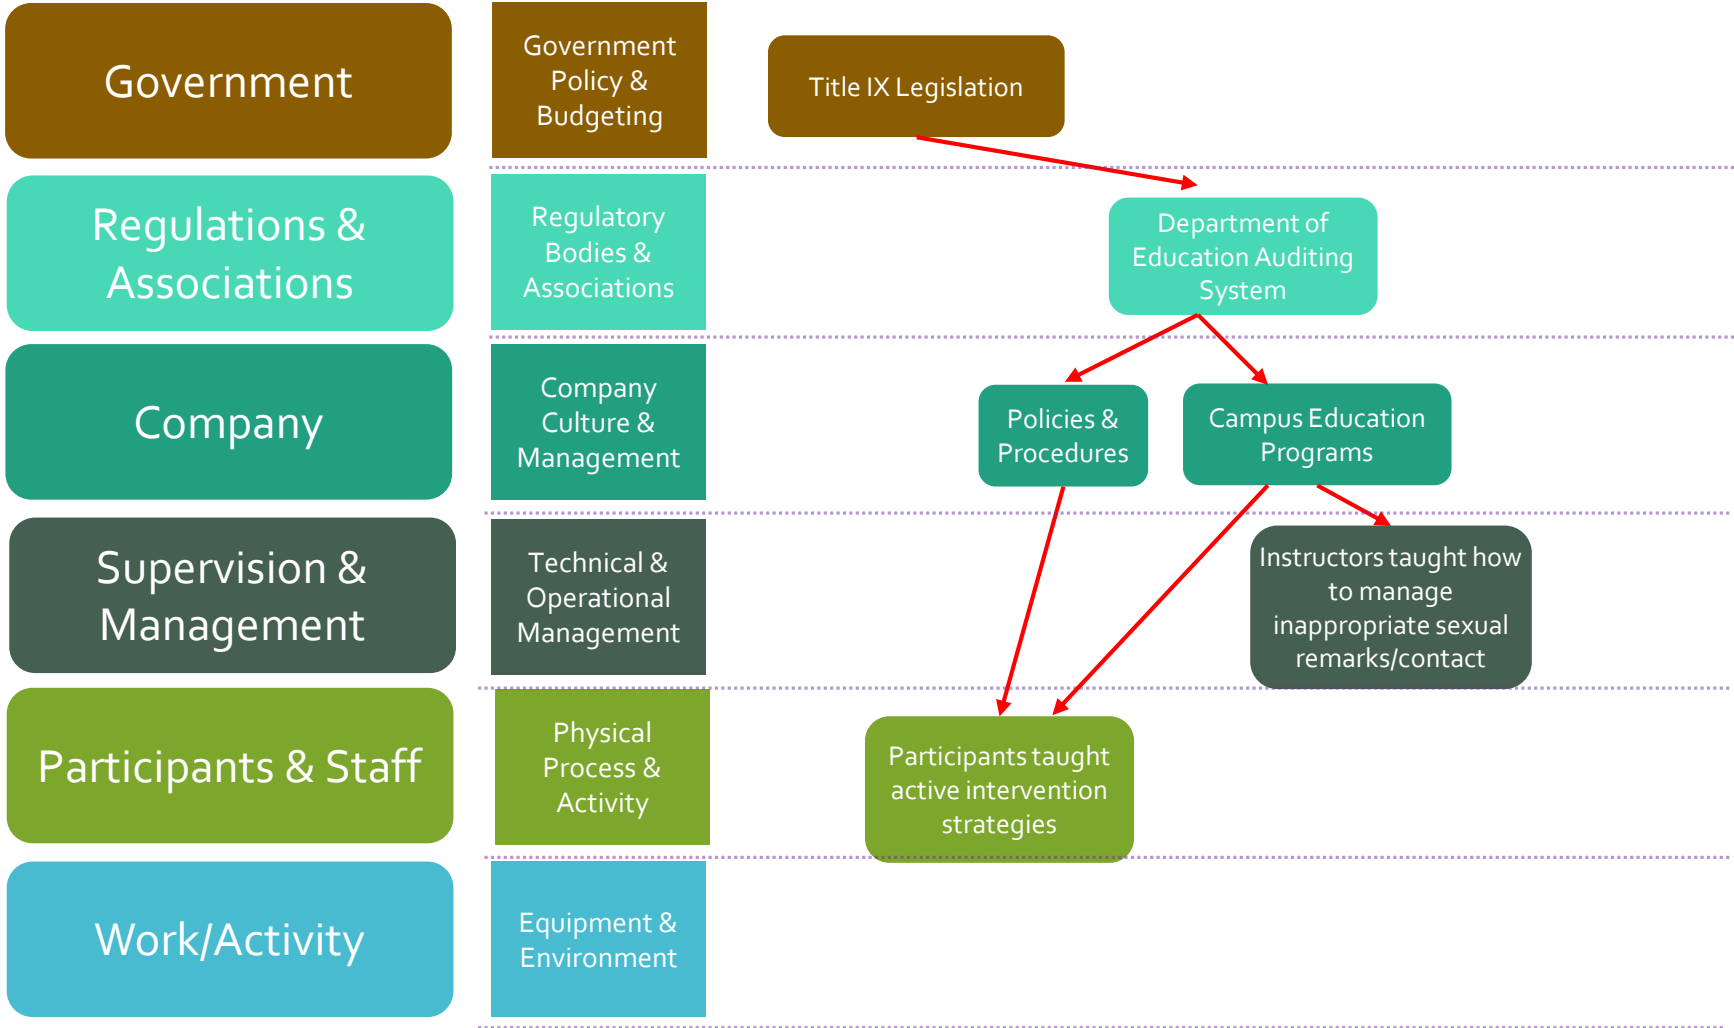 Government
Government
Policy &
Budgeting
Title IX Legislation
Regulations &
Associations
Regulatory
Bodies &
Associations
Department of
Education Auditing
System
Company
Company
Culture &
Management
Policies &
Procedures
Campus Education
Programs
Supervision &
Management
Technical &
Operational
Management
Instructors taught how
to manage
inappropriate sexual
remarks/contact
Participants & Staff
Physical
Process &
Activity
Participants taught
active intervention
strategies
Work/Activity
Equipment &
Environment